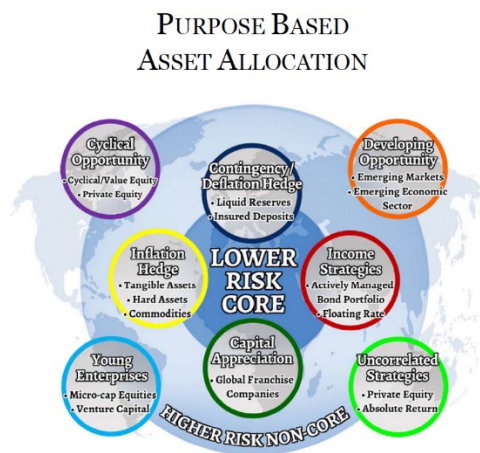 PURPOSE BASED
ASSET ALLOCATION
Cyclical
Opportunity
• Cyclical/Value Equity
• Private Equity
Contingency/
Deflation Hedge
• Liquid Reserves
• Insured Deposits
Developing
Opportunity
• Emerging Markets
• Emerging Economic
Sector
Inflation
Hedge
• Tangible Assets
• Hard Assets
• Commodities
LOWER
RISK
CORE
Income
Strategies
• Actively Managed
Bond Portfolio
• Floating Rate
Young
Enterprises
• Micro-cap Equities
• Venture Capital
Capital
Appreciation
• Global Franchise
Companies
Uncorrelated
Strategies
• Private Equity
• Absolute Return
HIGHER RISK NON-CORE